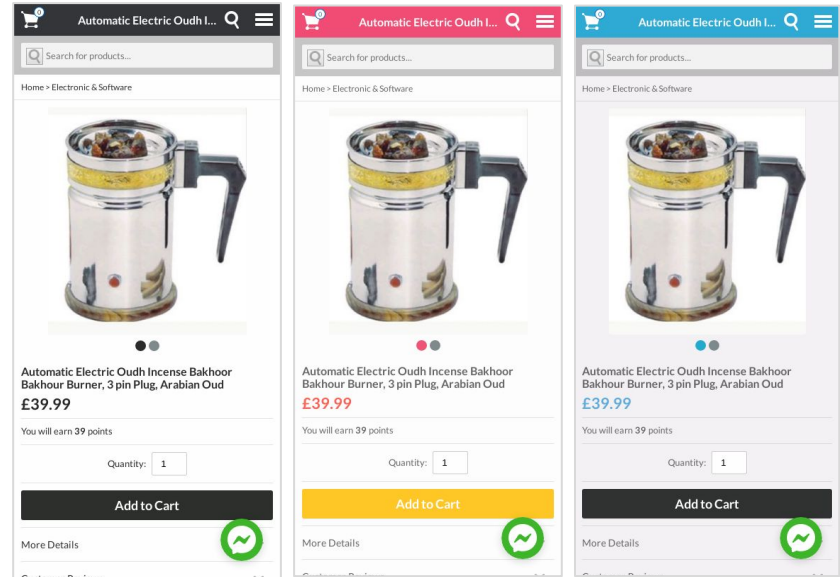 0
Automatic Electric Oudh I...
Search for products...
Home > Electronic & Software
Automatic Electric Oudh Incense Bakhoor
Bakhour Burner, 3 pin Plug, Arabian Oud
£39.99
You will earn 39 points
Quantity: 1
Add to Cart
More Details
0
Automatic Electric Oudh I...
Search for products...
Home > Electronic & Software
Automatic Electric Oudh Incense Bakhoor
Bakhour Burner, 3 pin Plug, Arabian Oud
£39.99
You will earn 39 points
Quantity: 1
Add to Cart
More Details
0
Automatic Electric Oudh I...
Search for products...
Home > Electronic & Software
Automatic Electric Oudh Incense Bakhoor
Bakhour Burner, 3 pin Plug, Arabian Oud
£39.99
You will earn 39 points
Quantity: 1
Add to Cart
More Details